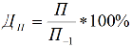 Д_П = П / П_{-1} * 100%